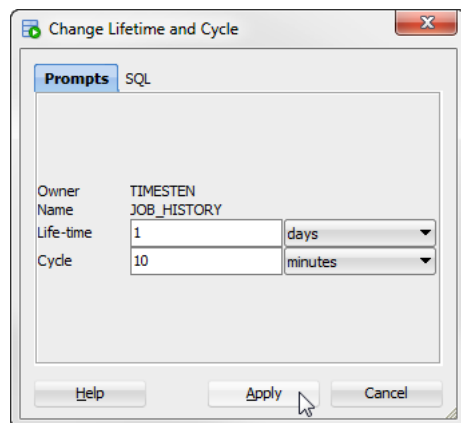 Change Lifetime and Cycle
x
Prompts SQL
Owner TIMESTEN
Name JOB_HISTORY
Life-time 1 days
Cycle 10 minutes
Help Apply Cancel